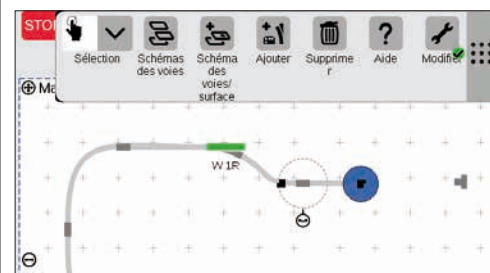 STO
Sélection
Schémas
des voies
Schéma
des
voies/
surface
Ajouter
Supprime
r
Aide
Modifier
Ma
W 1R